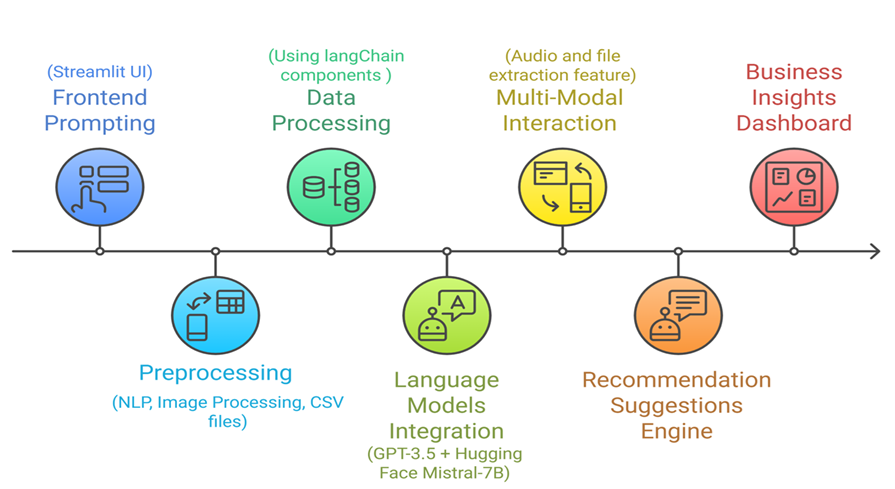 (Streamlit UI)
Frontend
Prompting
Preprocessing
(NLP, Image Processing, CSV
files)
(Using langChain
components )
Data
Processing
Language
Models
Integration
(GPT-3.5 + Hugging
Face Mistral-7B)
(Audio and file
extraction feature)
Multi-Modal
Interaction
A
Recommendation
Suggestions
Engine
Business
Insights
Dashboard